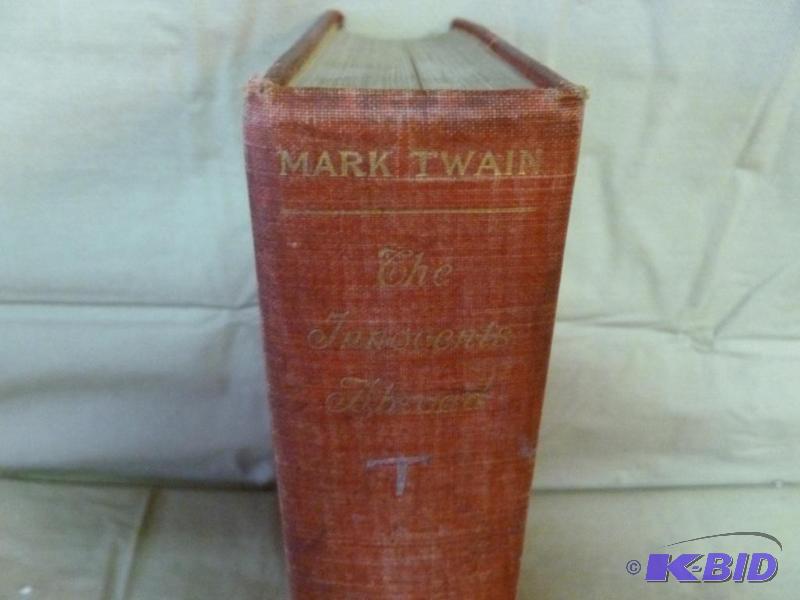 MARK TWAIN
The
Innocents
Abroad
T
© K-BID